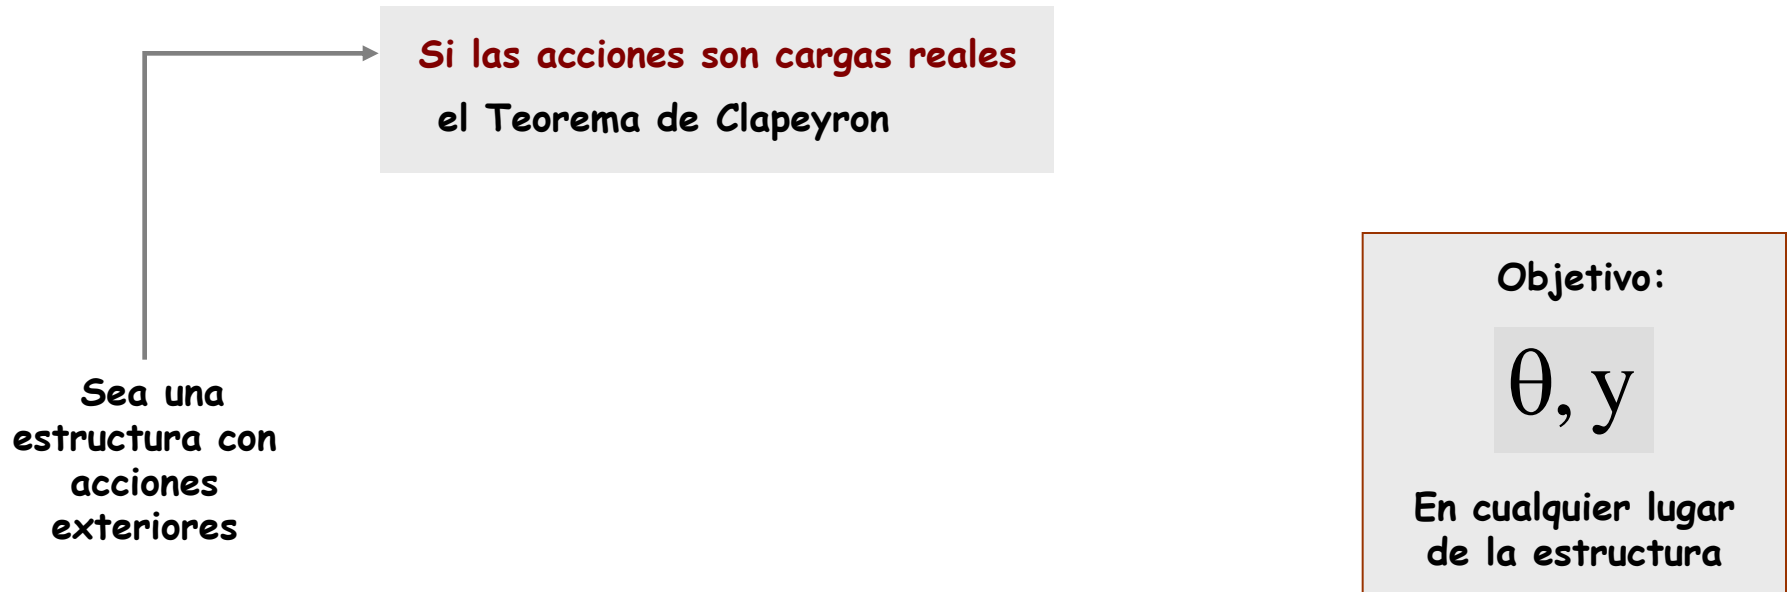 Si las acciones son cargas reales
el Teorema de Clapeyron
Sea una
estructura con
acciones
exteriores
Objetivo:
θ, y
En cualquier lugar
de la estructura